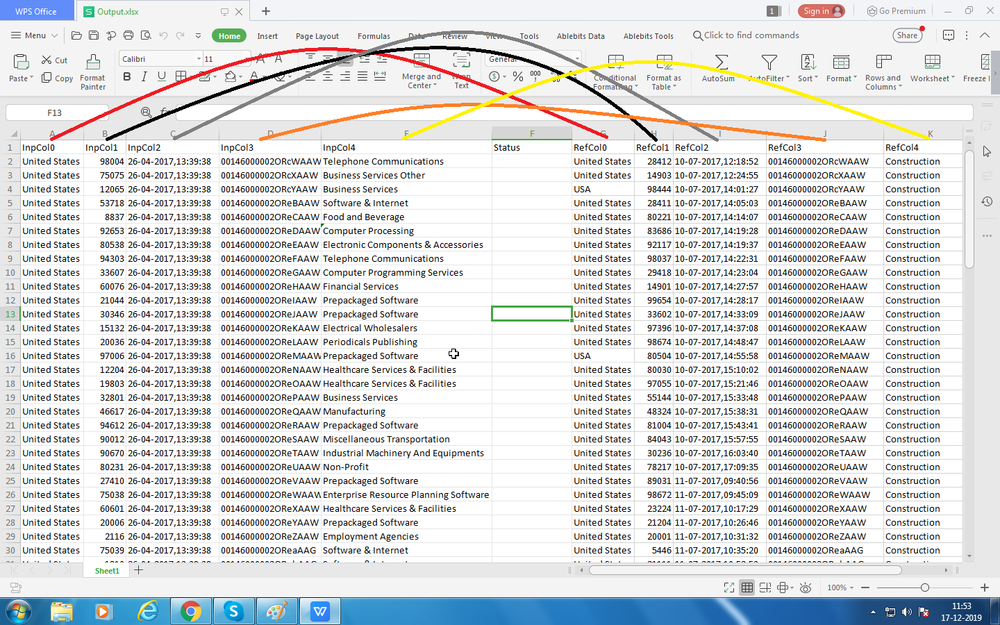 WPS Office Output.xlsx 1 Sign in Go Premium
Menu Home Insert Page Layout Formulas Data Review View Tools Ablebits Data Ablebits Tools Click to find commands Share
Paste Cut Copy Format Painter Calibri 11 Merge and Center Wrap Text General Conditional Formatting Format as Table AutoSum AutoFilter Sort Format Rows and Columns Worksheet Freeze
F13
A B C D E F G H I J K
1 InpCol0 InpCol1 InpCol2 InpCol3 InpCol4 Status RefCol0 RefCol1 RefCol2 RefCol3 RefCol4
2 United States 98004 26-04-2017,13:39:38 00146000002ORcWAAW Telephone Communications United States 28412 10-07-2017,12:18:52 00146000002ORcWAAW Construction
3 United States 75075 26-04-2017,13:39:38 00146000002ORcXAAW Business Services Other United States 14903 10-07-2017,12:24:55 00146000002ORcXAAW Construction
4 United States 12065 26-04-2017,13:39:38 00146000002ORcYAAW Business Services USA 98444 10-07-2017,14:01:27 00146000002ORcYAAW Construction
5 United States 53718 26-04-2017,13:39:38 00146000002OReBAAW Software & Internet United States 28411 10-07-2017,14:05:03 00146000002OReBAAW Construction
6 United States 8837 26-04-2017,13:39:38 00146000002OReCAAW Food and Beverage United States 80221 10-07-2017,14:14:07 00146000002OReCAAW Construction
7 United States 92653 26-04-2017,13:39:38 00146000002OReDAAW Computer Processing United States 83686 10-07-2017,14:19:28 00146000002OReDAAW Construction
8 United States 80538 26-04-2017,13:39:38 00146000002OReEAAW Electronic Components & Accessories United States 92117 10-07-2017,14:19:37 00146000002OReEAAW Construction
9 United States 94303 26-04-2017,13:39:38 00146000002OReFAAW Telephone Communications United States 98037 10-07-2017,14:22:31 00146000002OReFAAW Construction
10 United States 33607 26-04-2017,13:39:38 00146000002OReGAAW Computer Programming Services United States 29418 10-07-2017,14:23:04 00146000002OReGAAW Construction
11 United States 60076 26-04-2017,13:39:38 00146000002OReHAAW Financial Services United States 14901 10-07-2017,14:27:57 00146000002OReHAAW Construction
12 United States 21044 26-04-2017,13:39:38 00146000002OReIAAW Prepackaged Software United States 99654 10-07-2017,14:28:17 00146000002OReIAAW Construction
13 United States 30346 26-04-2017,13:39:38 00146000002OReJAAW Prepackaged Software United States 33602 10-07-2017,14:33:09 00146000002OReJAAW Construction
14 United States 15132 26-04-2017,13:39:38 00146000002OReKAAW Electrical Wholesalers United States 97396 10-07-2017,14:37:08 00146000002OReKAAW Construction
15 United States 20036 26-04-2017,13:39:38 00146000002OReLAAW Periodicals Publishing United States 98674 10-07-2017,14:48:47 00146000002OReLAAW Construction
16 United States 97006 26-04-2017,13:39:38 00146000002OReMAAW Prepackaged Software USA 80504 10-07-2017,14:55:58 00146000002OReMAAW Construction
17 United States 12204 26-04-2017,13:39:38 00146000002OReNAAW Healthcare Services & Facilities United States 80030 10-07-2017,15:10:02 00146000002OReNAAW Construction
18 United States 19803 26-04-2017,13:39:38 00146000002OReOAAW Healthcare Services & Facilities United States 97055 10-07-2017,15:21:46 00146000002OReOAAW Construction
19 United States 32801 26-04-2017,13:39:38 00146000002ORePAAW Business Services United States 55144 10-07-2017,15:33:48 00146000002ORePAAW Construction
20 United States 46617 26-04-2017,13:39:38 00146000002OReQAAW Manufacturing United States 48324 10-07-2017,15:38:31 00146000002OReQAAW Construction
21 United States 94612 26-04-2017,13:39:38 00146000002OReRAAW Prepackaged Software United States 81004 10-07-2017,15:43:41 00146000002OReRAAW Construction
22 United States 90012 26-04-2017,13:39:38 00146000002OReSAAW Miscellaneous Transportation United States 84043 10-07-2017,15:57:55 00146000002OReSAAW Construction
23 United States 90670 26-04-2017,13:39:38 00146000002OReTAAW Industrial Machinery And Equipments United States 30236 10-07-2017,16:03:40 00146000002OReTAAW Construction
24 United States 80231 26-04-2017,13:39:38 00146000002OReUAAW Non-Profit United States 78217 10-07-2017,17:09:35 00146000002OReUAAW Construction
25 United States 27410 26-04-2017,13:39:38 00146000002OReVAAW Prepackaged Software United States 89031 11-07-2017,09:40:56 00146000002OReVAAW Construction
26 United States 75038 26-04-2017,13:39:38 00146000002OReWAAW Enterprise Resource Planning Software United States 98672 11-07-2017,09:45:09 00146000002OReWAAW Construction
27 United States 60601 26-04-2017,13:39:38 00146000002OReXAAW Healthcare Services & Facilities United States 23224 11-07-2017,10:17:29 00146000002OReXAAW Construction
28 United States 20006 26-04-2017,13:39:38 00146000002OReYAAW Prepackaged Software United States 21204 11-07-2017,10:26:46 00146000002OReYAAW Construction
29 United States 2116 26-04-2017,13:39:38 00146000002OReZAAW Employment Agencies United States 20001 11-07-2017,10:31:32 00146000002OReZAAW Construction
30 United States 75039 26-04-2017,13:39:38 00146000002OReaAAG Software & Internet United States 5446 11-07-2017,10:35:20 00146000002OReaAAG Construction
Sheet1
100%
11:53
17-12-2019